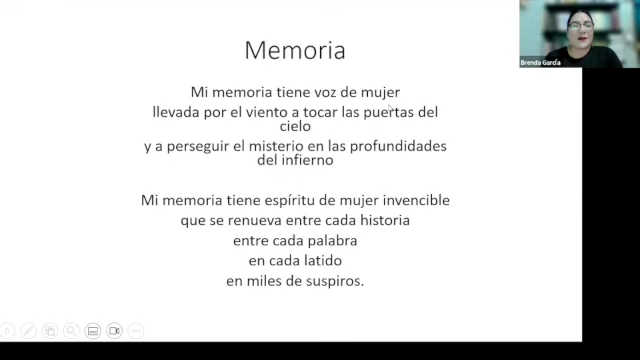 Memoria
Mi memoria tiene voz de mujer
llevada por el viento a tocar las puertas del
cielo
y a perseguir el misterio en las profundidades
del infierno
Mi memoria tiene espíritu de mujer invencible
que se renueva entre cada historia
entre cada palabra
en cada latido
en miles de suspiros.
Brenda García